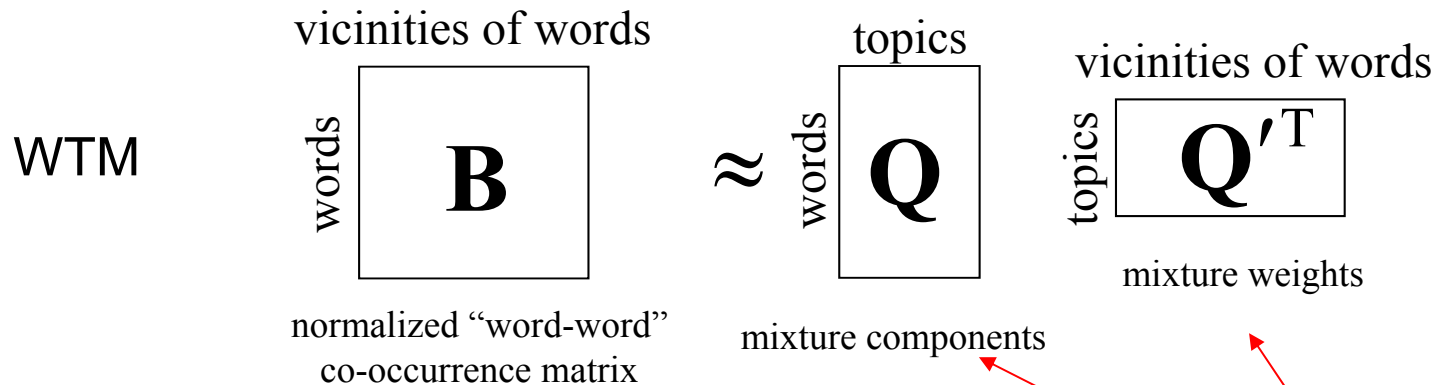 vicinities of words
topics
vicinities of words
WTM
words
B
≈
words
Q
topics
Q′ᵀ
mixture weights
normalized “word-word”
co-occurrence matrix
mixture components